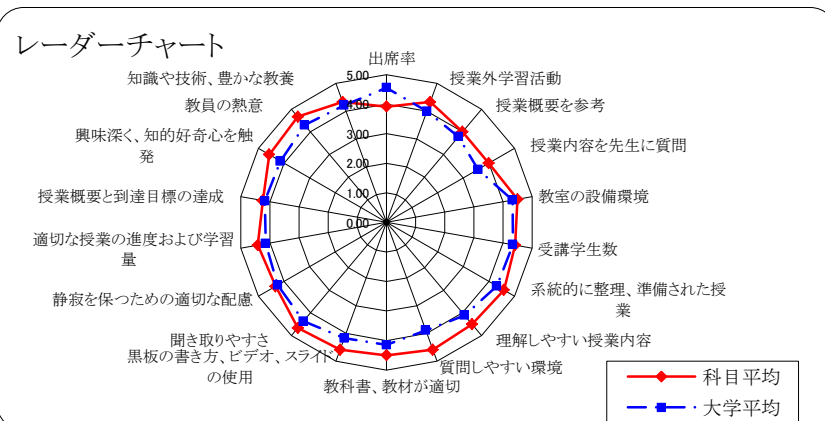 レーダーチャート
出席率
授業外学習活動
授業概要を参考
授業内容を先生に質問
教室の設備環境
受講学生数
系統的に整理、準備された授
業
理解しやすい授業内容
質問しやすい環境
教科書、教材が適切
黒板の書き方、ビデオ、スライド
の使用
聞き取りやすさ
静寂を保つための適切な配慮
適切な授業の進度および学習
量
授業概要と到達目標の達成
興味深く、知的好奇心を触
発
教員の熱意
知識や技術、豊かな教養
5.00
4.00
3.00
2.00
1.00
0.00
科目平均
大学平均